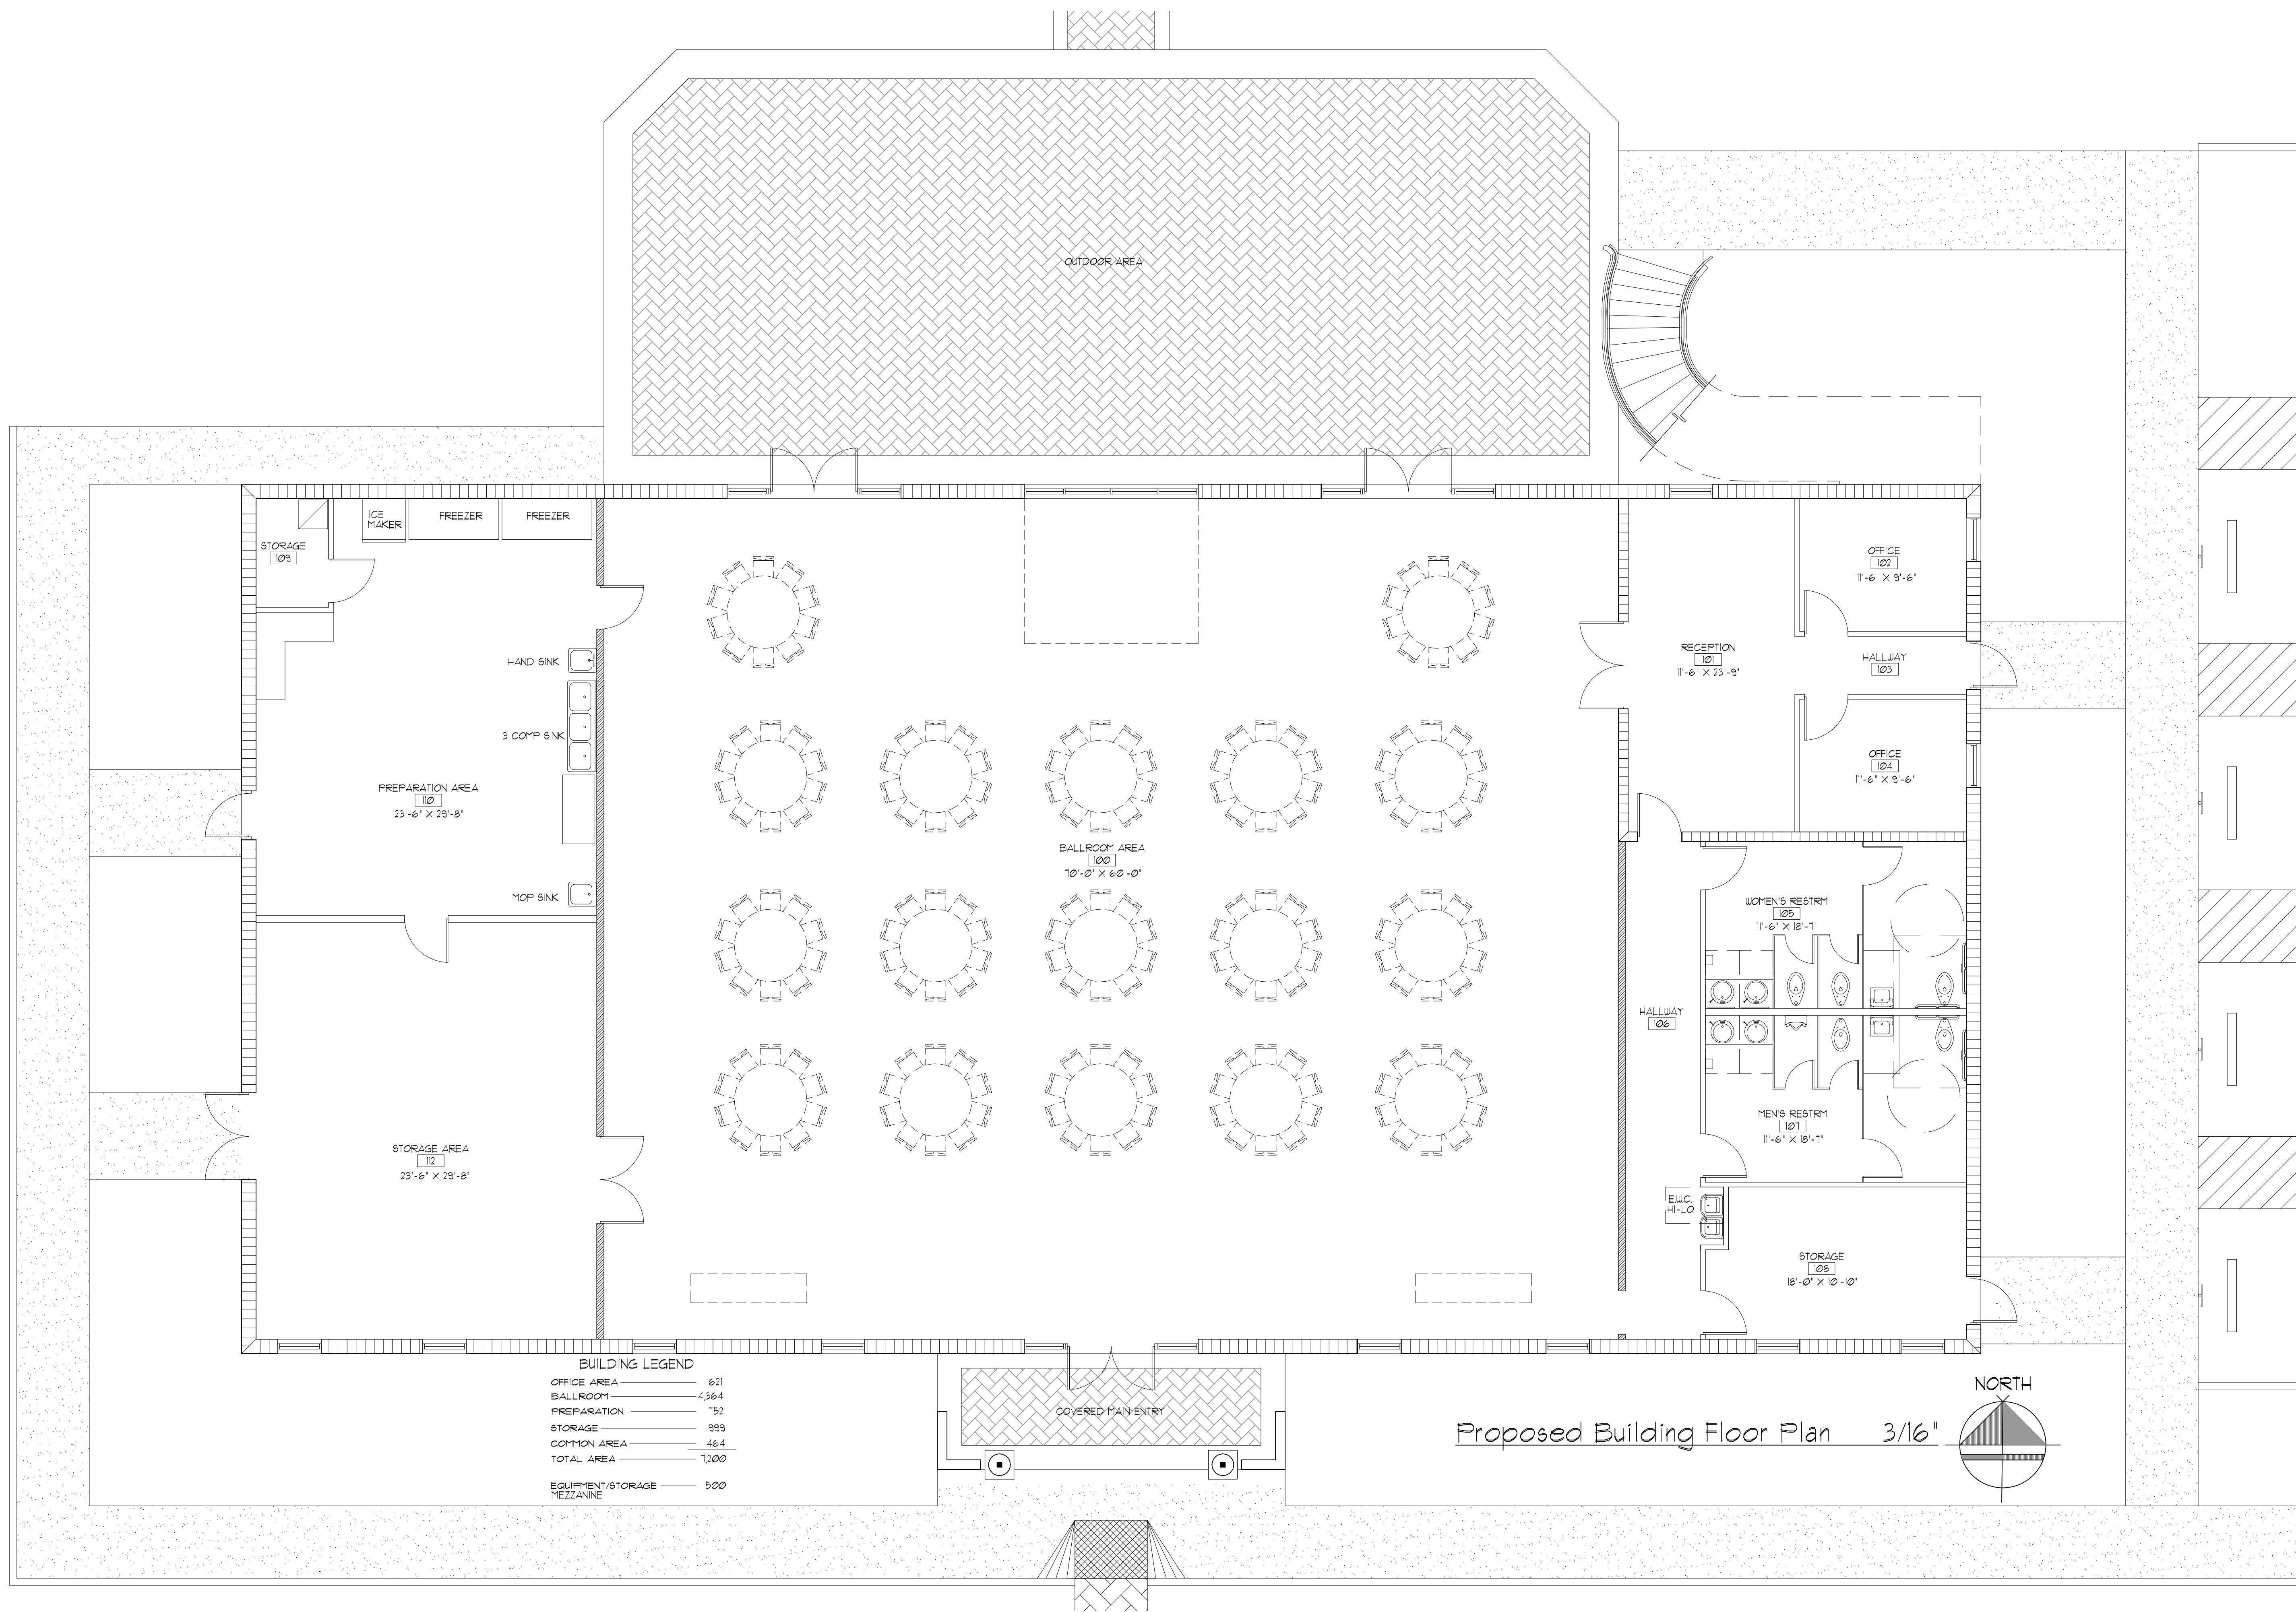 OUTDOOR AREA
ICE
MAKER
FREEZER
FREEZER
STORAGE
109
OFFICE
102
11'-6" X 9'-6"
HAND SINK
RECEPTION
101
11'-6" X 23'-9"
HALLWAY
103
3 COMP SINK
OFFICE
104
11'-6" X 9'-6"
PREPARATION AREA
110
23'-6" X 29'-8"
BALLROOM AREA
100
70'-0" X 60'-0"
MOP SINK
WOMEN'S RESTRM
105
11'-6" X 18'-7"
HALLWAY
106
MEN'S RESTRM
107
11'-6" X 18'-7"
STORAGE AREA
112
23'-6" X 29'-8"
E.W.C.
HI-LO
STORAGE
108
18'-0" X 10'-10"
BUILDING LEGEND
OFFICE AREA 621
BALLROOM 4,364
PREPARATION 752
STORAGE 999
COMMON AREA 464
TOTAL AREA 7,200
EQUIPMENT/STORAGE 500
MEZZANINE
COVERED MAIN ENTRY
Proposed Building Floor Plan 3/16"
NORTH